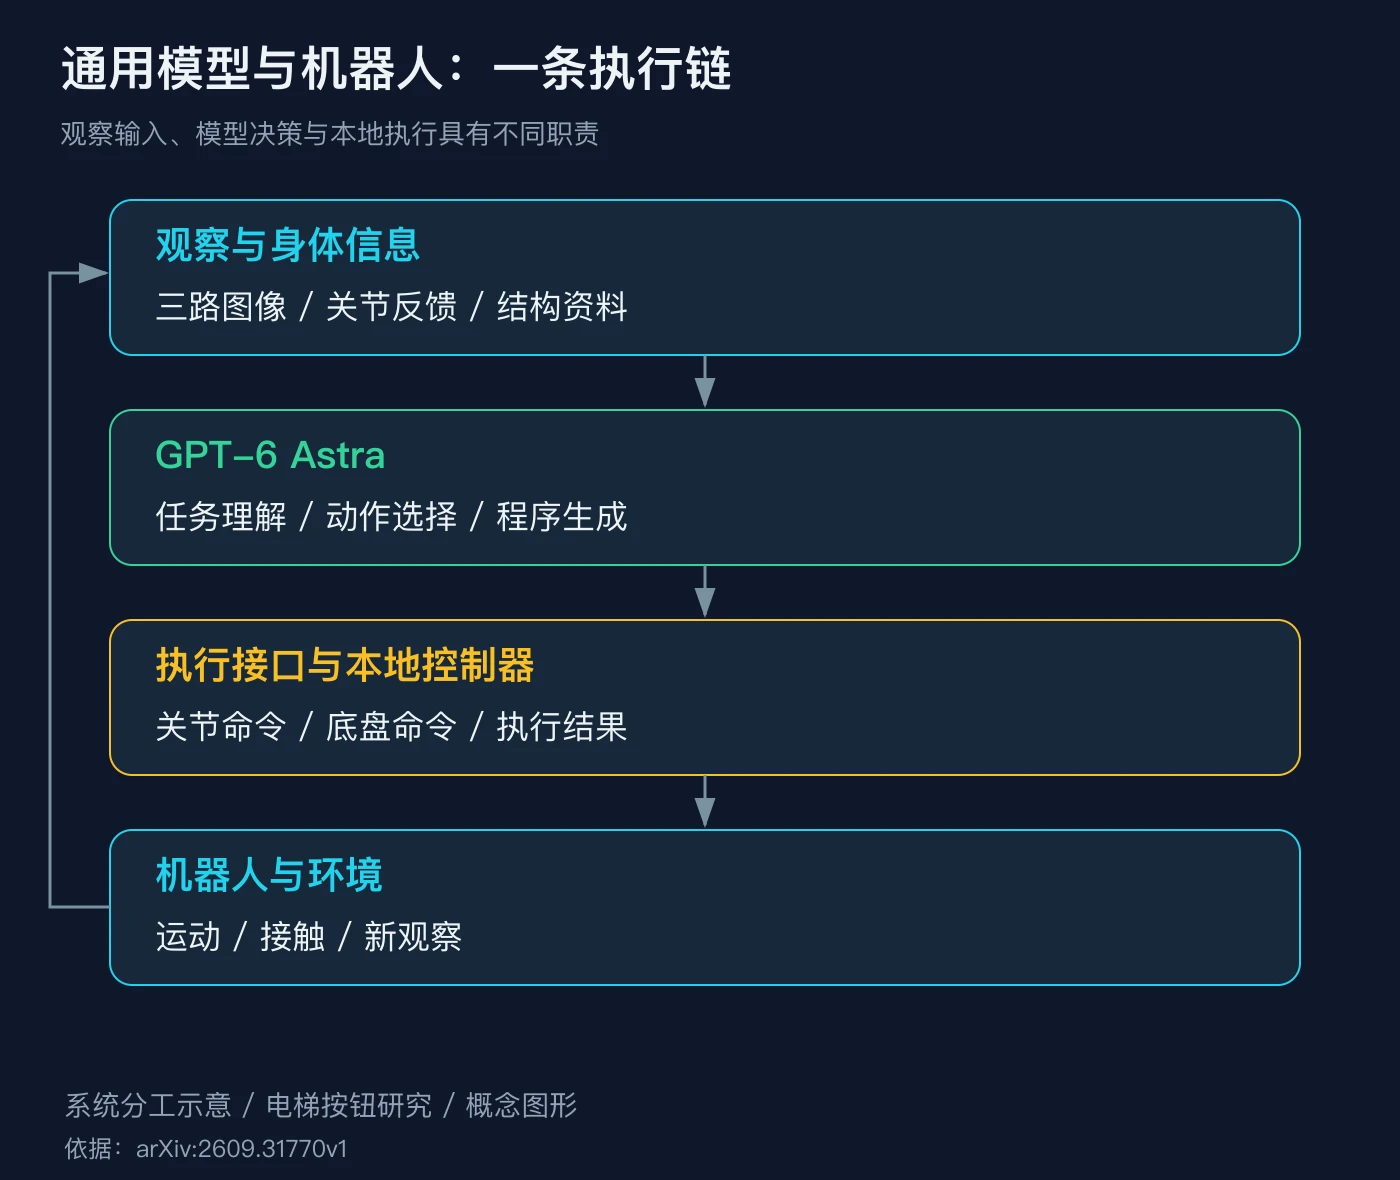 通用模型与机器人：一条执行链
观察输入、模型决策与本地执行具有不同职责
观察与身体信息
三路图像 / 关节反馈 / 结构资料
GPT-6 Astra
任务理解 / 动作选择 / 程序生成
执行接口与本地控制器
关节命令 / 底盘命令 / 执行结果
机器人与环境
运动 / 接触 / 新观察
系统分工示意 / 电梯按钮研究 / 概念图形
依据：arXiv:2609.31770v1